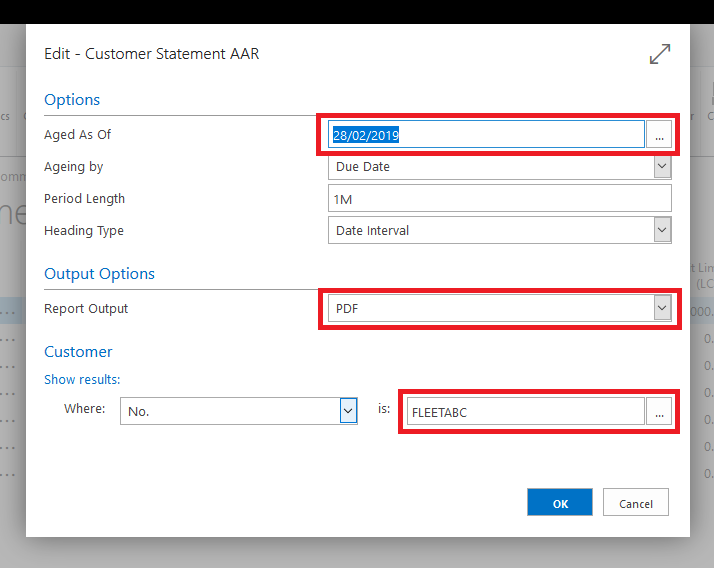 Edit - Customer Statement AAR
Options
Aged As Of 28/02/2019 ...
Ageing by Due Date
Period Length 1M
Heading Type Date Interval
Output Options
Report Output PDF
Customer
Show results:
Where: No. is: FLEETABC ...
OK Cancel